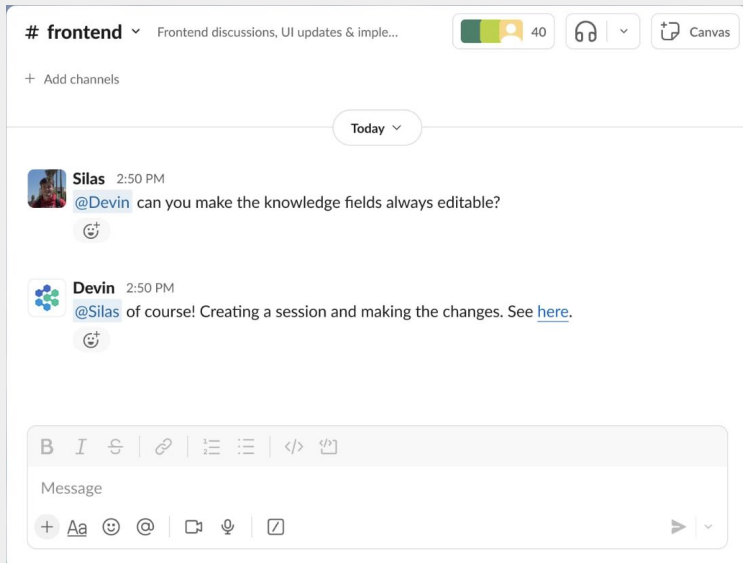 # frontend
Frontend discussions, UI updates & imple...
40
Canvas
+ Add channels
Today
Silas 2:50 PM
@Devin can you make the knowledge fields always editable?
Devin 2:50 PM
@Silas of course! Creating a session and making the changes. See here.
B I S
Message
+ Aa @